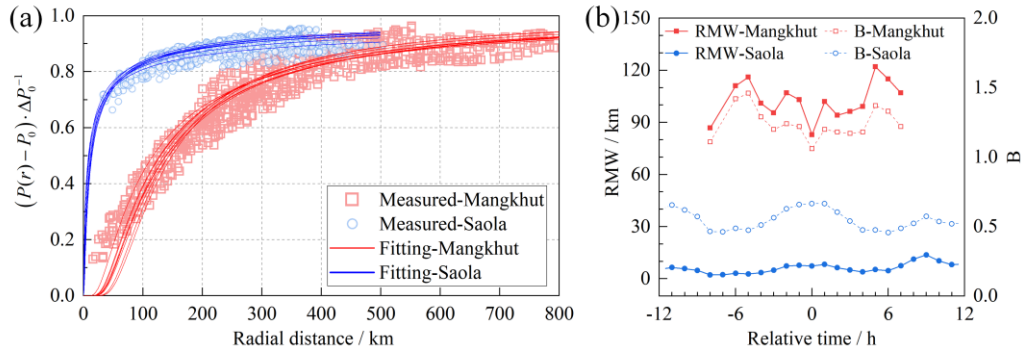 (a)
(P(r) − P₀) · ΔP₀⁻¹
1.0
0.8
0.6
0.4
0.2
0.0
Measured-Mangkhut
Measured-Saola
Fitting-Mangkhut
Fitting-Saola
0 100 200 300 400 500 600 700 800
Radial distance / km
(b)
RMW / km
150
120
90
60
30
0
RMW-Mangkhut B-Mangkhut
RMW-Saola B-Saola
2.0
1.5
1.0
0.5
0.0
B
-12 -6 0 6 12
Relative time / h